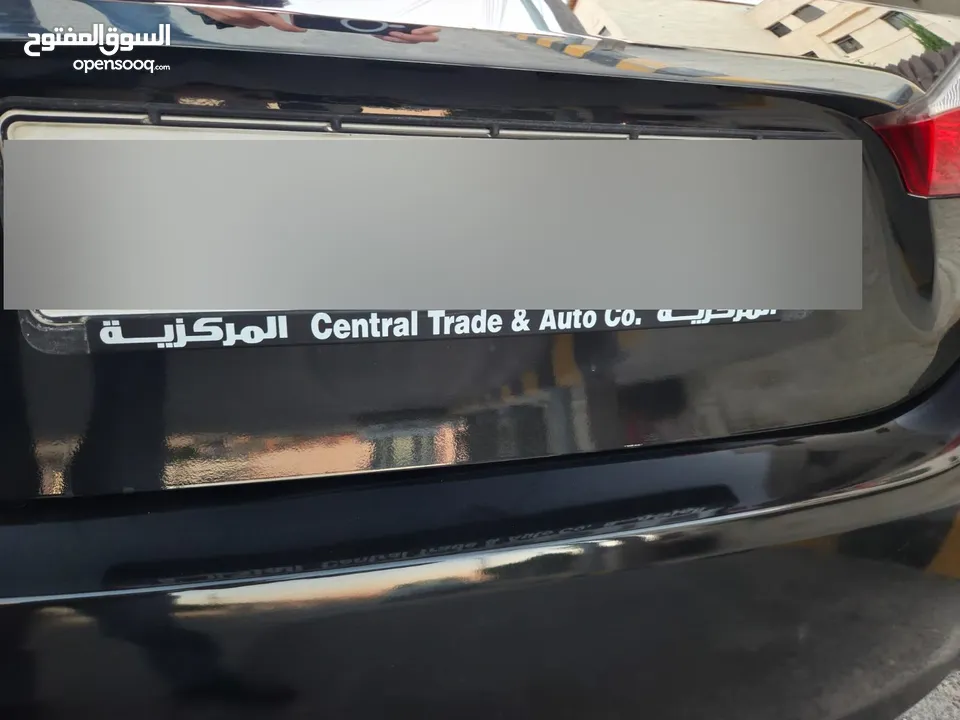 السوق المفتوح
opensooq.com
المركزية Central Trade & Auto Co. المركزية